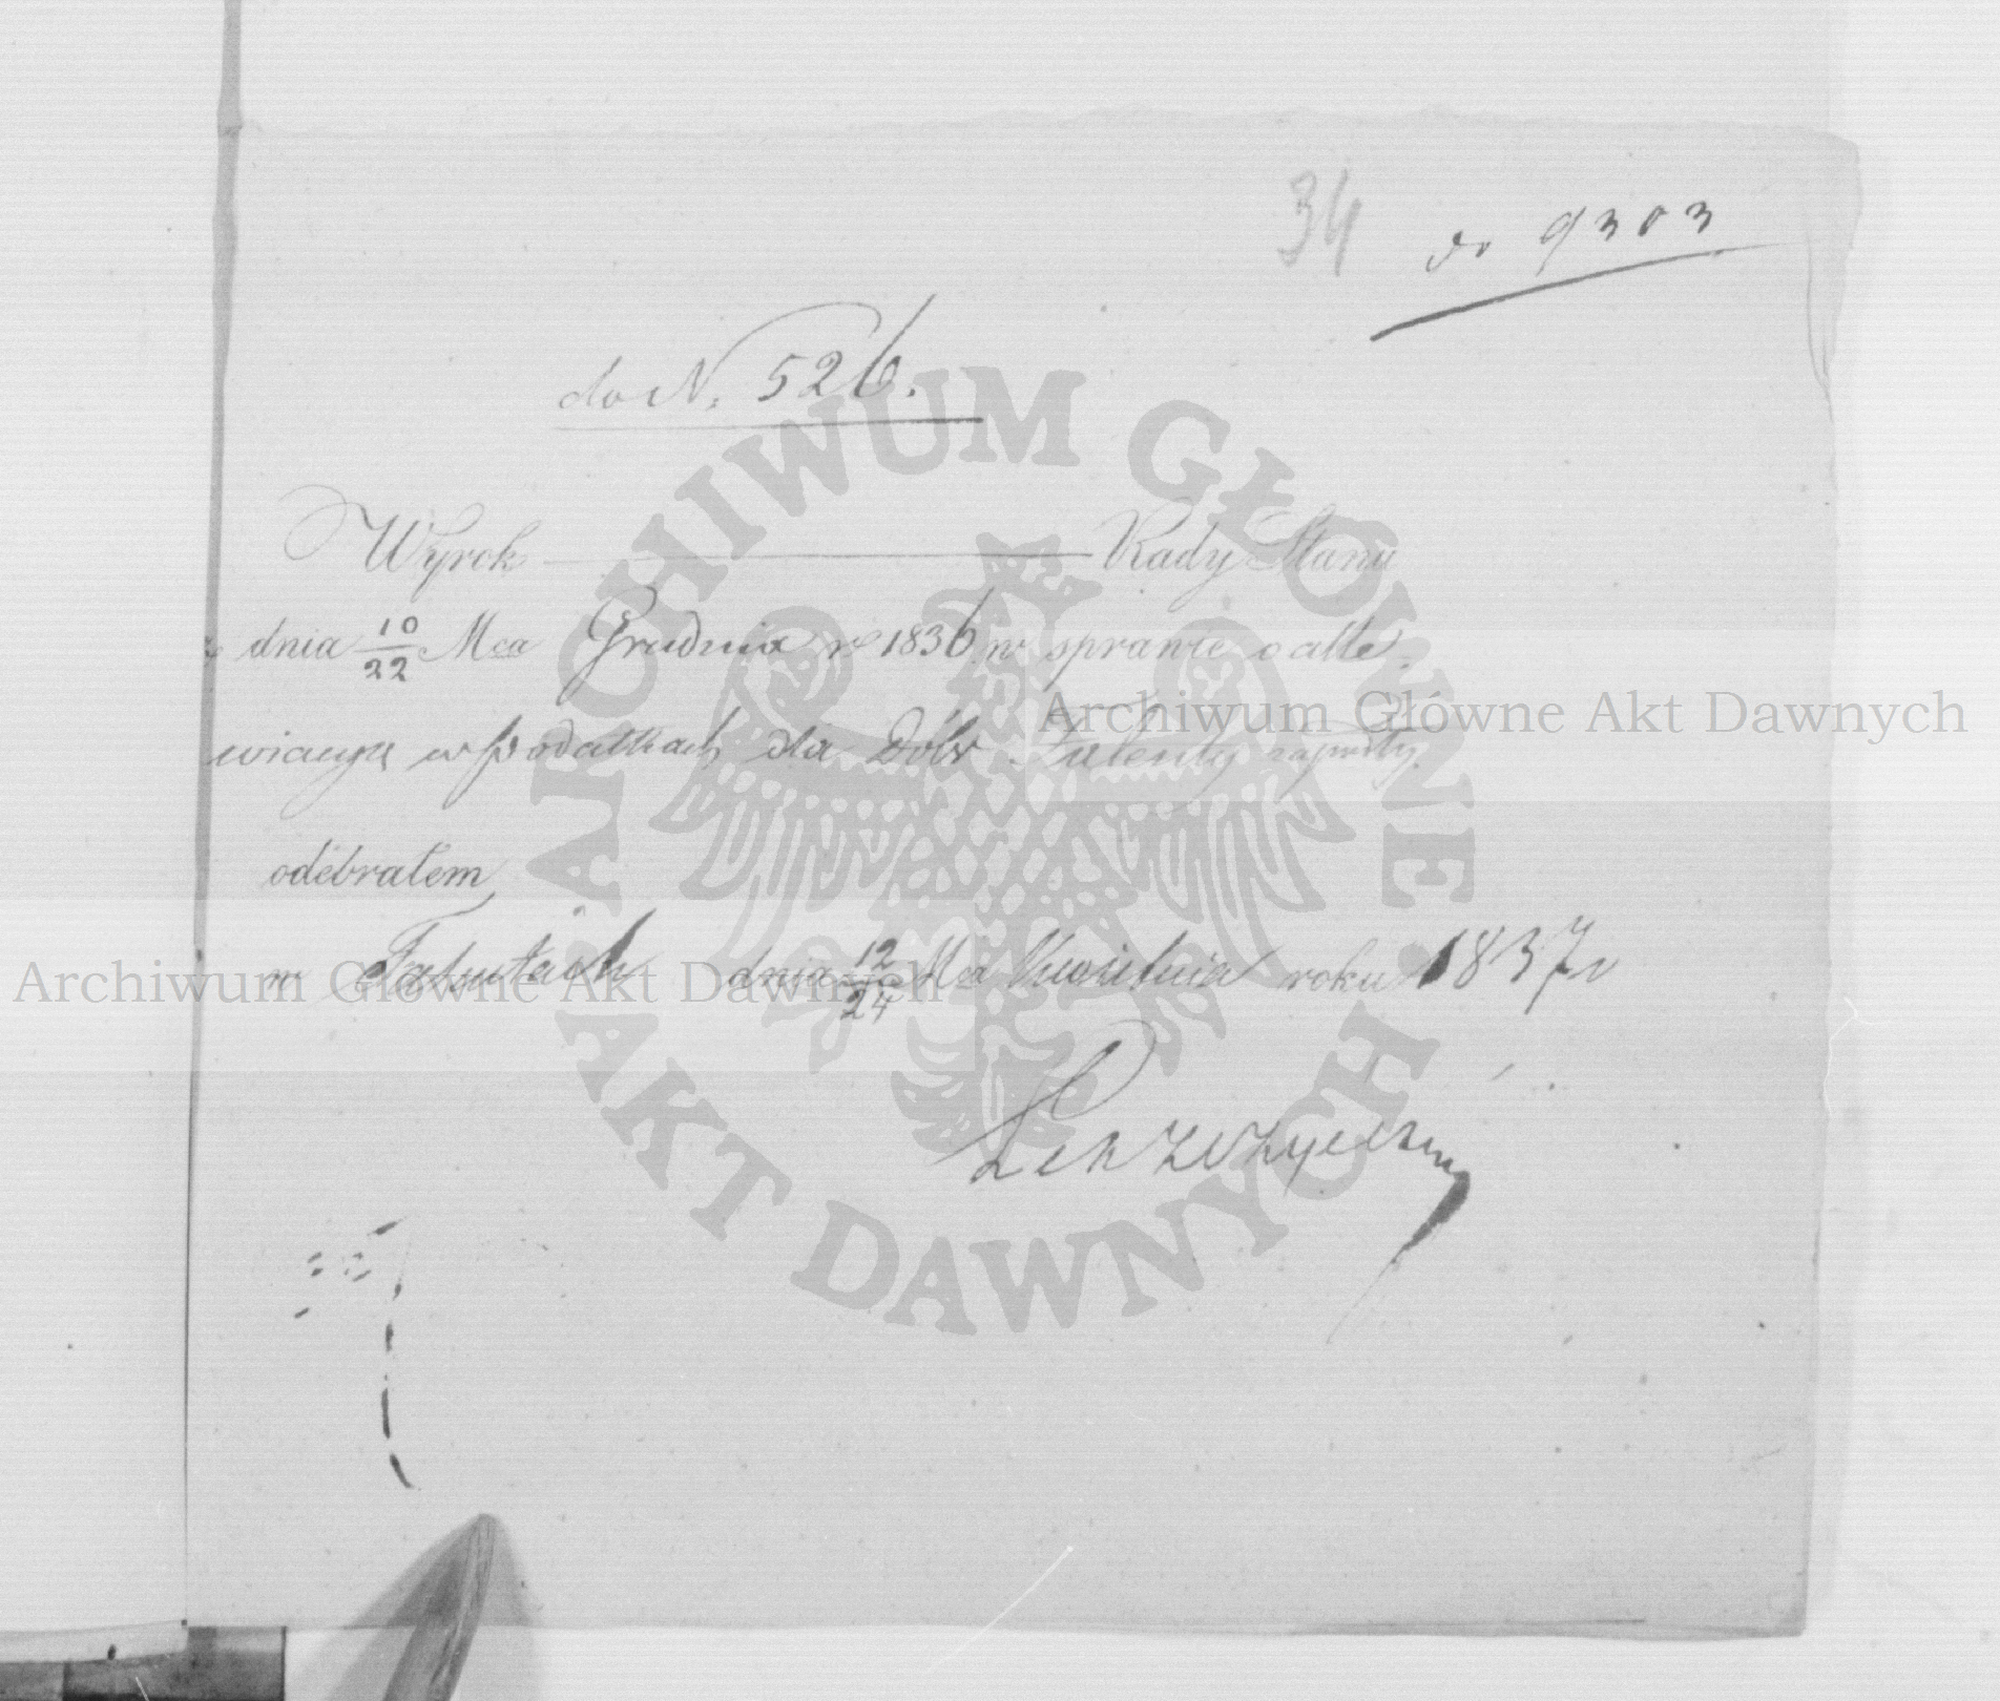 34
do 9303
do N. 526.
Wyrok Rady Stanu
z dnia 10/22 Mca Grudnia r 1836 w sprawie o alle-
wiacyą w podatkach dla Dóbr
odebrałem
w dnia 12/24 Mca Kwietnia roku 1837 r
ARCHIWUM GŁÓWNE AKT DAWNYCH
Archiwum Główne Akt Dawnych
Archiwum Główne Akt Dawnych